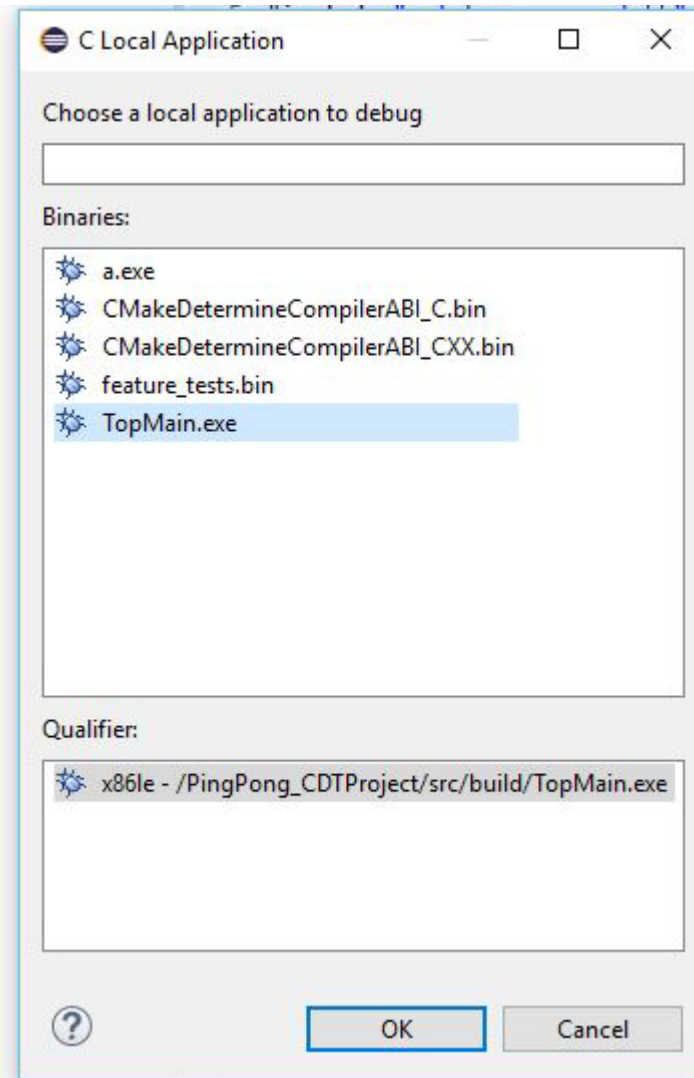 C Local Application
Choose a local application to debug
Binaries:
a.exe
CMakeDetermineCompilerABI_C.bin
CMakeDetermineCompilerABI_CXX.bin
feature_tests.bin
TopMain.exe
Qualifier:
x86le - /PingPong_CDTProject/src/build/TopMain.exe
?
OK Cancel